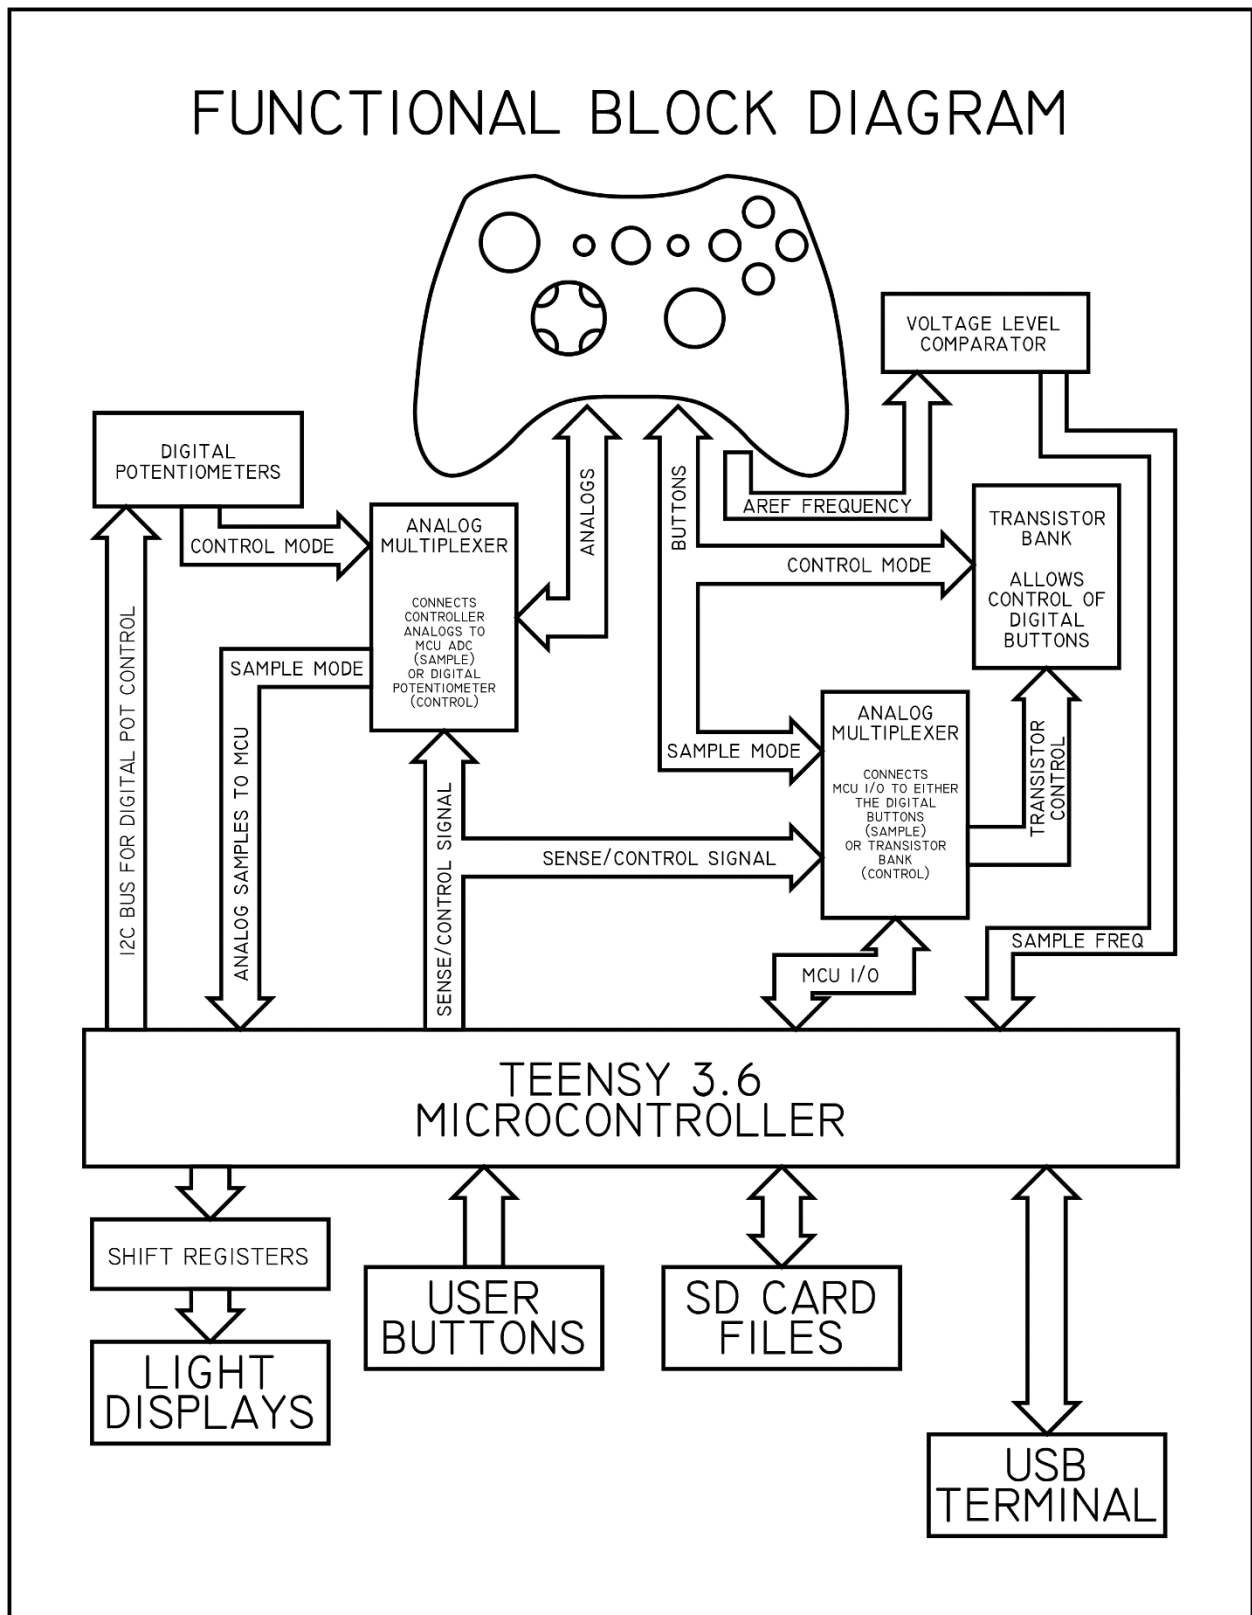 FUNCTIONAL BLOCK DIAGRAM
VOLTAGE LEVEL
COMPARATOR
DIGITAL
POTENTIOMETERS
CONTROL MODE
ANALOG
MULTIPLEXER
CONNECTS
CONTROLLER
ANALOGS TO
MCU ADC
(SAMPLE)
OR DIGITAL
POTENTIOMETER
(CONTROL)
ANALOGS
BUTTONS
AREF FREQUENCY
CONTROL MODE
TRANSISTOR
BANK
ALLOWS
CONTROL OF
DIGITAL
BUTTONS
SAMPLE MODE
I2C BUS FOR DIGITAL POT CONTROL
ANALOG SAMPLES TO MCU
SENSE/CONTROL SIGNAL
SAMPLE MODE
SENSE/CONTROL SIGNAL
ANALOG
MULTIPLEXER
CONNECTS
MCU I/O TO EITHER
THE DIGITAL
BUTTONS
(SAMPLE)
OR TRANSISTOR
BANK
(CONTROL)
TRANSISTOR
CONTROL
SAMPLE FREQ
MCU I/O
TEENSY 3.6
MICROCONTROLLER
SHIFT REGISTERS
LIGHT
DISPLAYS
USER
BUTTONS
SD CARD
FILES
USB
TERMINAL